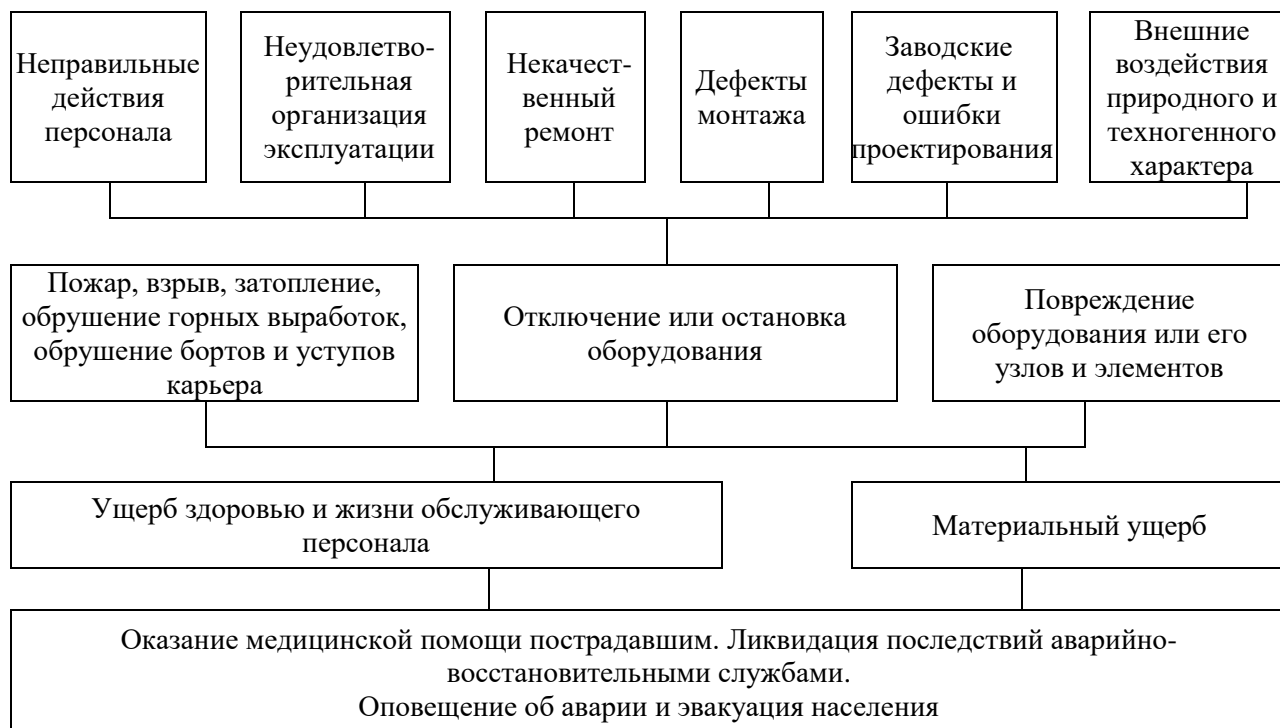 Неправильные
действия
персонала
Неудовлетво-
рительная
организация
эксплуатации
Некачест-
венный
ремонт
Дефекты
монтажа
Заводские
дефекты и
ошибки
проектирования
Внешние
воздействия
природного и
техногенного
характера
Пожар, взрыв, затопление,
обрушение горных выработок,
обрушение бортов и уступов
карьера
Отключение или остановка
оборудования
Повреждение
оборудования или его
узлов и элементов
Ущерб здоровью и жизни обслуживающего
персонала
Материальный ущерб
Оказание медицинской помощи пострадавшим. Ликвидация последствий аварийно-
восстановительными службами.
Оповещение об аварии и эвакуация населения